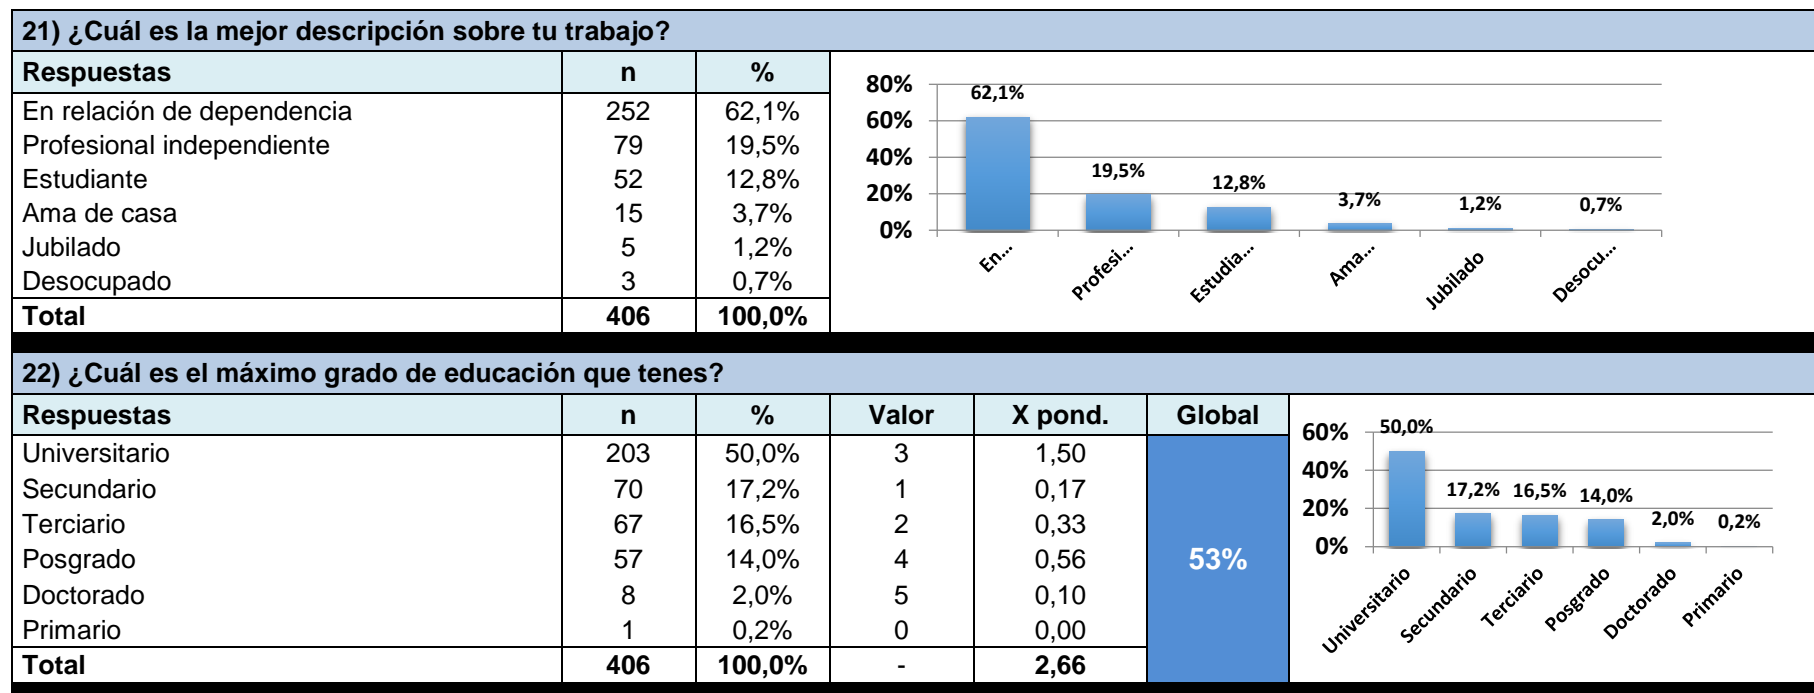 21) ¿Cuál es la mejor descripción sobre tu trabajo?
Respuestas n %
En relación de dependencia 252 62,1%
Profesional independiente 79 19,5%
Estudiante 52 12,8%
Ama de casa 15 3,7%
Jubilado 5 1,2%
Desocupado 3 0,7%
Total 406 100,0%
80%
60%
40%
20%
0%
62,1% 19,5% 12,8% 3,7% 1,2% 0,7%
En... Profesi... Estudia... Ama... Jubilado Desocu...
22) ¿Cuál es el máximo grado de educación que tenes?
Respuestas n % Valor X pond. Global
Universitario 203 50,0% 3 1,50
Secundario 70 17,2% 1 0,17
Terciario 67 16,5% 2 0,33
Posgrado 57 14,0% 4 0,56
Doctorado 8 2,0% 5 0,10
Primario 1 0,2% 0 0,00
Total 406 100,0% - 2,66
53%
60%
40%
20%
0%
50,0% 17,2% 16,5% 14,0% 2,0% 0,2%
Universitario Secundario Terciario Posgrado Doctorado Primario